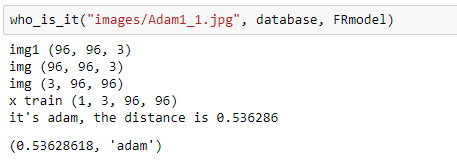 who_is_it("images/Adam1_1.jpg", database, FRmodel)
img1 (96, 96, 3)
img (96, 96, 3)
img (3, 96, 96)
x train (1, 3, 96, 96)
it's adam, the distance is 0.536286
(0.53628618, 'adam')